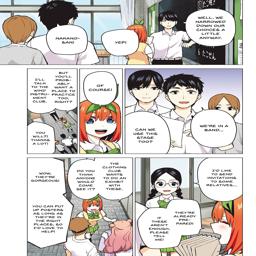 WELL, WE
NARROWED
DOWN OUR
CHOICES A
LITTLE
ANYWAY.
NAKANO-
SAN!
YEP!
OF
COURSE!
BUT
YOU'LL
PROB-
ABLY
WANT A
PLACE TO
PRACTICE
TOO,
RIGHT?
I'LL
TALK TO
THE WIND
INSTRU-
MENT
CLUB.
YOU
WILL?!
THANKS
A LOT!
WE'RE IN A
BAND...
CAN WE
USE THE
STAGE
TOO?
THE
CLOTHING
CLUB
WANTS
TO DO AN
EXHIBIT
WITH
THESE.
DO YOU
THINK
ANYONE
WOULD
COME
SEE IT?
WOW,
THEY'RE
GORGEOUS!
YOU CAN PUT
UP POSTERS
AS LONG AS
THEY'RE IN
THE RIGHT
PLACES, SO
I'D LOVE TO
HELP!
I'D LIKE
TO SEND
INVITATIONS
TO SOME
RELATIVES...
THEY'RE
ALREADY
PRE-
PARED!
IF
THESE
AREN'T
ENOUGH,
PLEASE
TELL
ME!